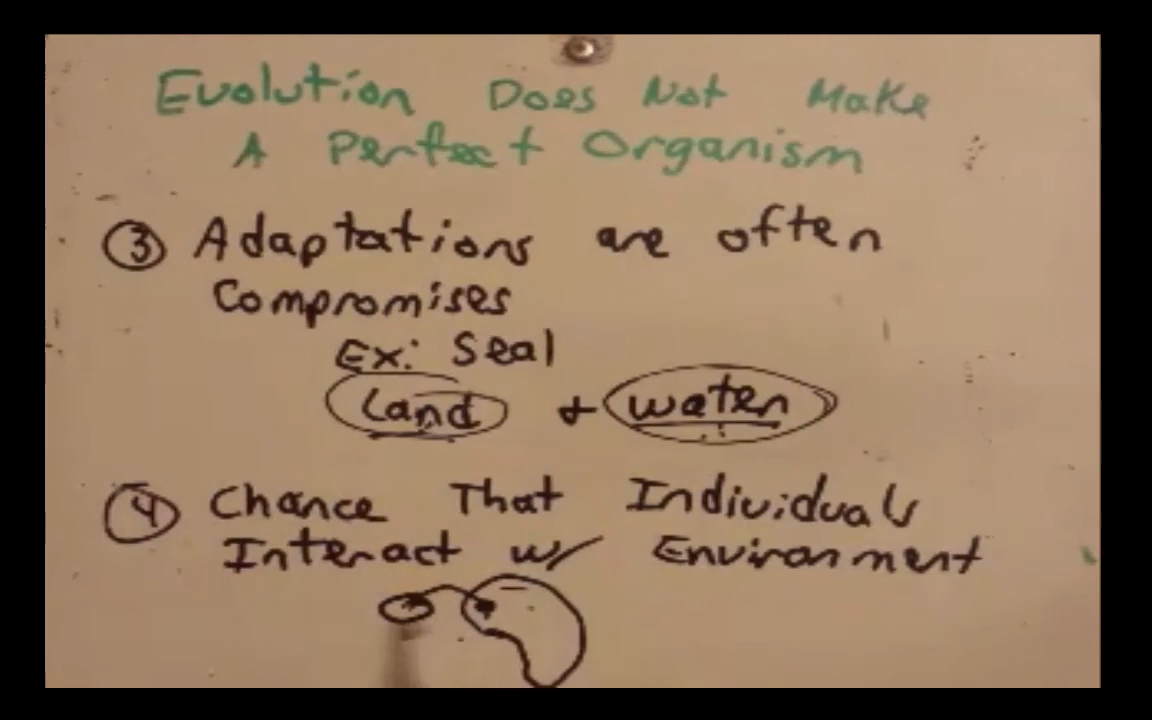 Evolution Does Not Make
A Perfect Organism
③ Adaptations are often
Compromises
Ex: Seal
Land + water
④ Chance That Individuals
Interact w/ Environment